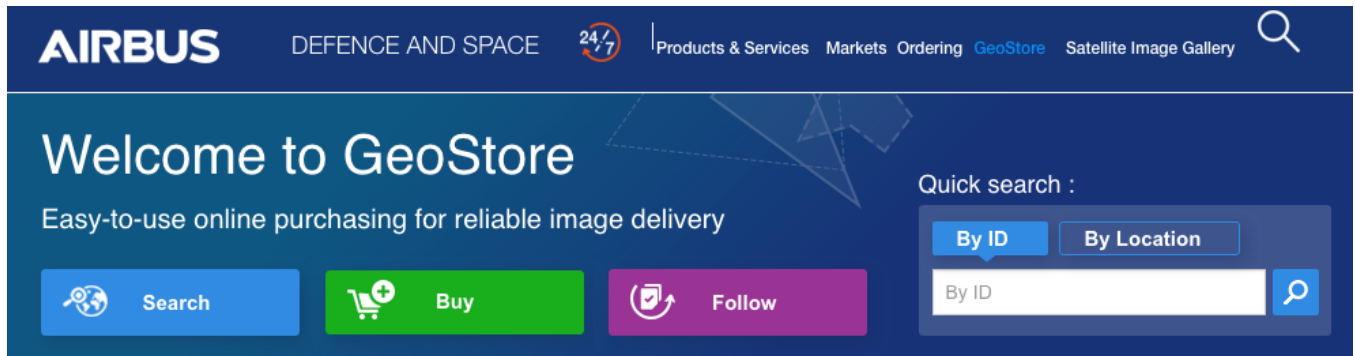 AIRBUS DEFENCE AND SPACE 24/7 Products & Services Markets Ordering GeoStore Satellite Image Gallery
Welcome to GeoStore
Easy-to-use online purchasing for reliable image delivery
Search Buy Follow
Quick search :
By ID By Location
By ID